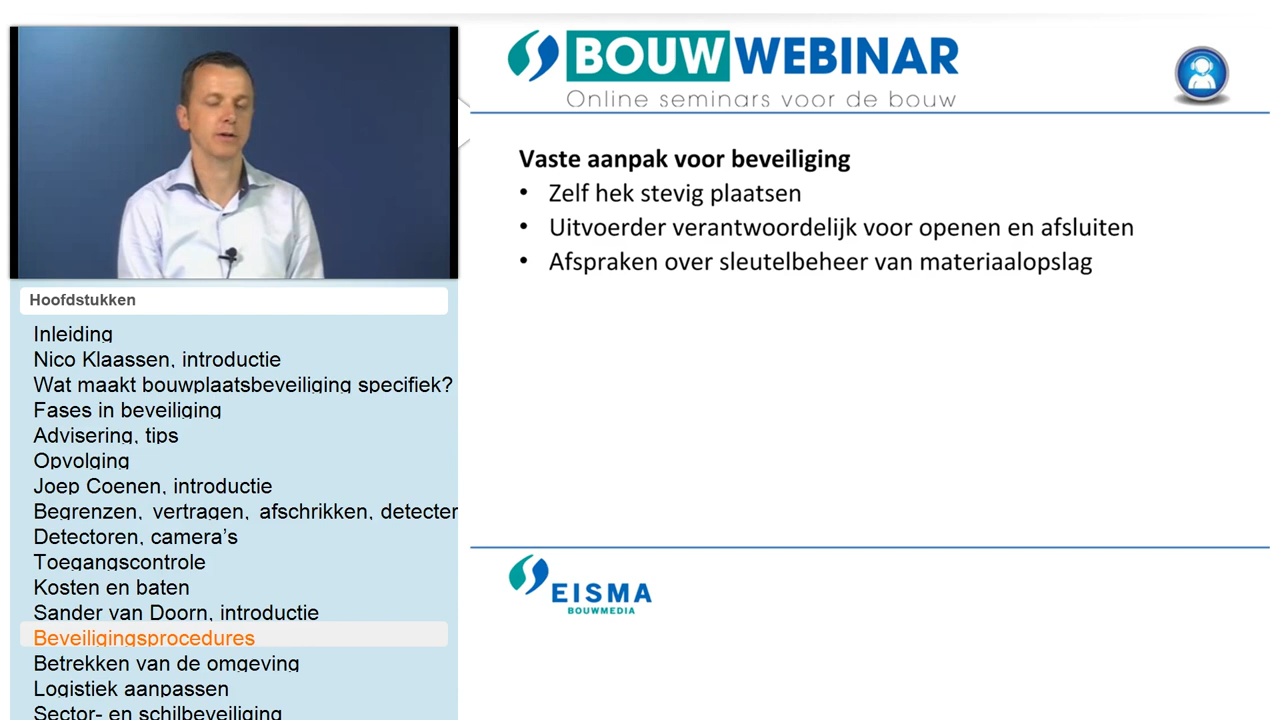 BOUW WEBINAR
Online seminars voor de bouw
Vaste aanpak voor beveiliging
• Zelf hek stevig plaatsen
• Uitvoerder verantwoordelijk voor openen en afsluiten
• Afspraken over sleutelbeheer van materiaalopslag
EISMA
BOUWMEDIA
Hoofdstukken
Inleiding
Nico Klaassen, introductie
Wat maakt bouwplaatsbeveiliging specifiek?
Fases in beveiliging
Advisering, tips
Opvolging
Joep Coenen, introductie
Begrenzen, vertragen, afschrikken, detecter
Detectoren, camera's
Toegangscontrole
Kosten en baten
Sander van Doorn, introductie
Beveiligingsprocedures
Betrekken van de omgeving
Logistiek aanpassen
Sector- en schilbeveiliging